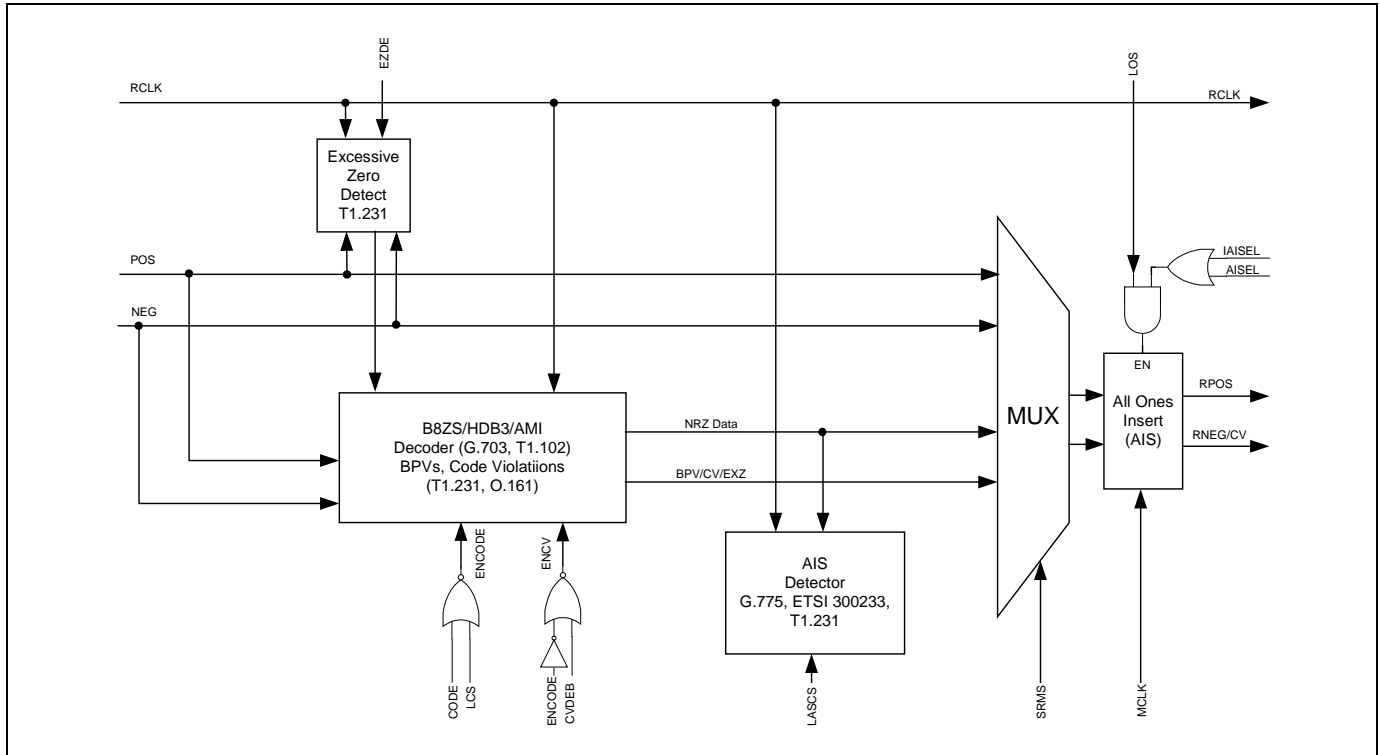 EZDE
LOS
RCLK
RCLK
Excessive
Zero
Detect
T1.231
IAISEL
AISEL
POS
NEG
EN
All Ones
Insert
(AIS)
RPOS
RNEG/CV
MUX
B8ZS/HDB3/AMI
Decoder (G.703, T1.102)
BPVs, Code Violatiions
(T1.231, O.161)
NRZ Data
BPV/CV/EXZ
ENCODE
ENCV
AIS
Detector
G.775, ETSI 300233,
T1.231
CODE
LCS
ENCODE
CVDEB
LASCS
SRMS
MCLK